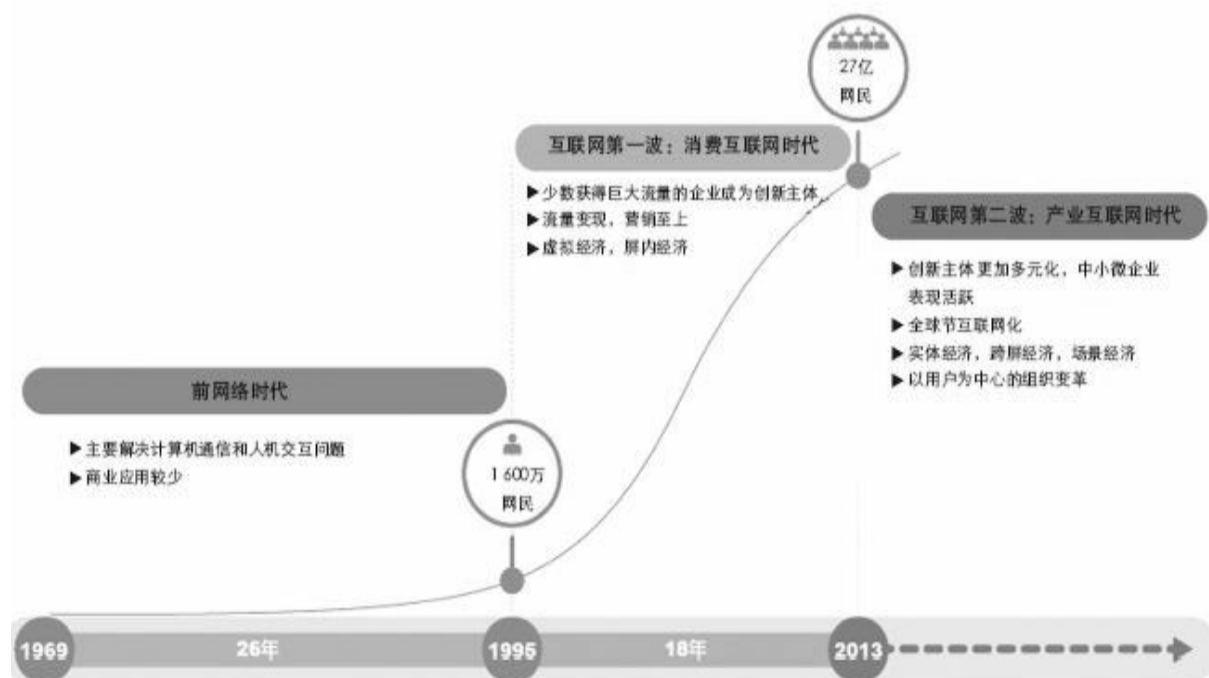 27亿
网民
互联网第一波：消费互联网时代
▶少数获得巨大流量的企业成为创新主体
▶流量变现，营销至上
▶虚拟经济，屏内经济
互联网第二波：产业互联网时代
▶创新主体更加多元化，中小微企业
表现活跃
▶全球节互联网化
▶实体经济，跨屏经济，场景经济
▶以用户为中心的组织变革
前网络时代
▶主要解决计算机通信和人机交互问题
▶商业应用较少
1 600万
网民
1969
26年
1995
18年
2013